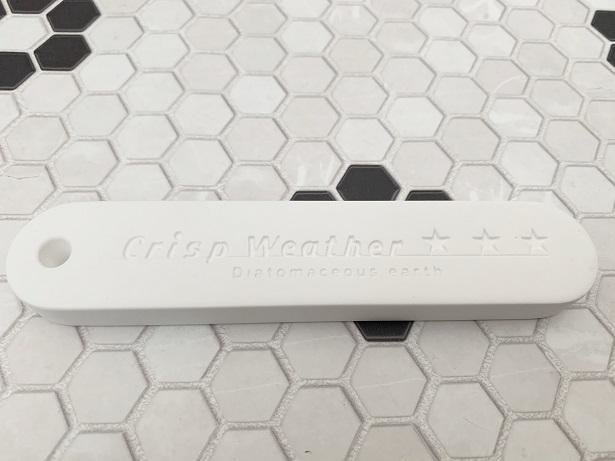 Crisp Weather ★ ★ ★
Diatomaceous earth